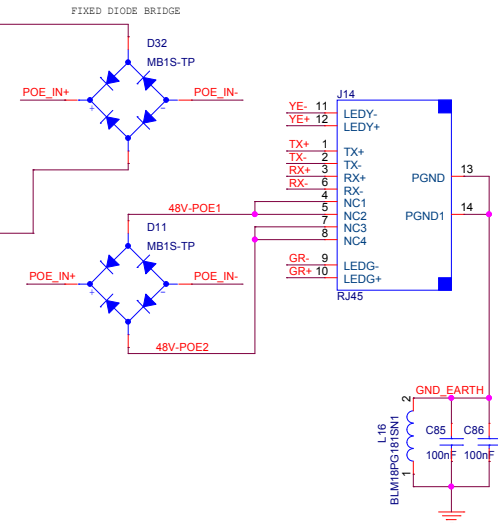 FIXED DIODE BRIDGE
D32
MB1S-TP
POE_IN+
POE_IN-
+
-
J14
YE- 11 LEDY-
YE+ 12 LEDY+
TX+ 1 TX+
TX- 2 TX-
RX+ 3 RX+
RX- 6 RX-
4 NC1
48V-POE1 5 NC2
7 NC3
8 NC4
GR- 9 LEDG-
GR+ 10 LEDG+
PGND 13
PGND1 14
RJ45
D11
MB1S-TP
POE_IN+
POE_IN-
+
-
48V-POE2
GND_EARTH
2
L16
BLM18PG181SN1
1
C85
100nF
C86
100nF